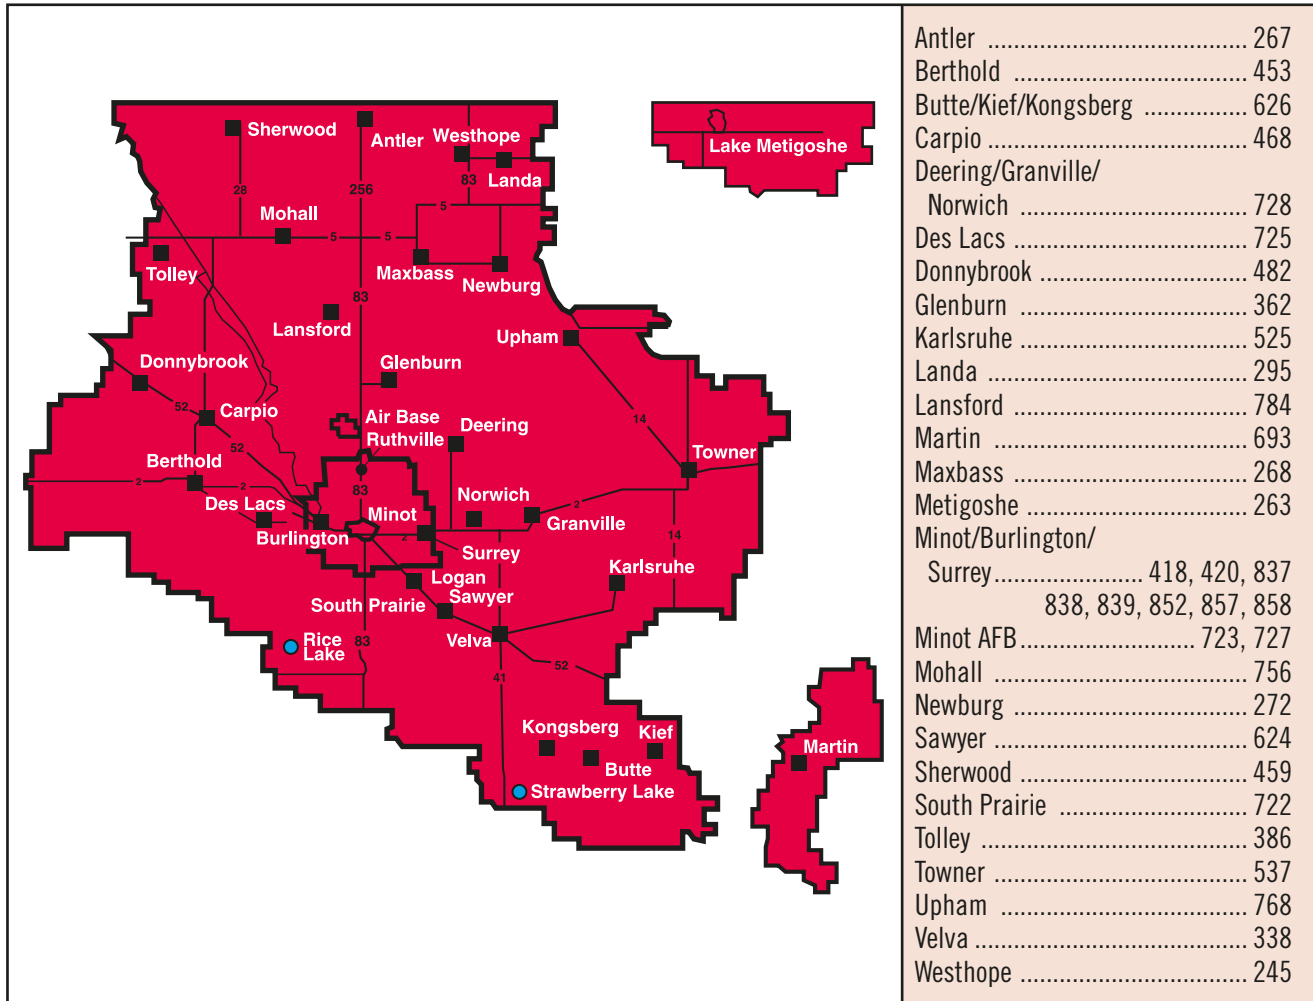 Sherwood
Antler
Westhope
Landa
Lake Metigoshe
28
256
83
5
Mohall
5
5
Tolley
Maxbass
Newburg
83
Lansford
Upham
Donnybrook
Glenburn
52
Carpio
Air Base
Ruthville
Deering
14
52
Towner
Berthold
2
2
83
Norwich
2
Des Lacs
Minot
Granville
Burlington
2
Surrey
14
Logan
Karlsruhe
South Prairie
Sawyer
Rice
Lake
83
Velva
52
41
Kongsberg
Kief
Butte
Martin
Strawberry Lake
Antler ........................................ 267
Berthold .................................... 453
Butte/Kief/Kongsberg ................ 626
Carpio ........................................ 468
Deering/Granville/
Norwich ................................... 728
Des Lacs ..................................... 725
Donnybrook ................................ 482
Glenburn .................................... 362
Karlsruhe ................................... 525
Landa ......................................... 295
Lansford .................................... 784
Martin ........................................ 693
Maxbass ..................................... 268
Metigoshe ................................... 263
Minot/Burlington/
Surrey....................... 418, 420, 837
838, 839, 852, 857, 858
Minot AFB........................... 723, 727
Mohall ........................................ 756
Newburg .................................... 272
Sawyer ....................................... 624
Sherwood ................................... 459
South Prairie ............................. 722
Tolley ......................................... 386
Towner ....................................... 537
Upham ...................................... 768
Velva .......................................... 338
Westhope ................................... 245